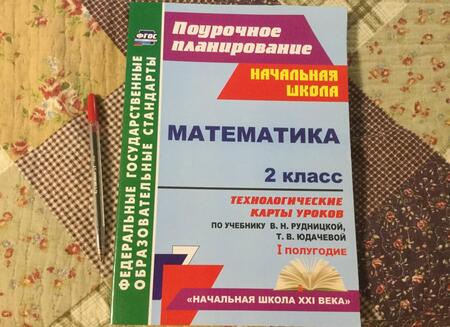 ФГОС
ФЕДЕРАЛЬНЫЕ ГОСУДАРСТВЕННЫЕ
ОБРАЗОВАТЕЛЬНЫЕ СТАНДАРТЫ
Поурочное
планирование
НАЧАЛЬНАЯ
ШКОЛА
МАТЕМАТИКА
2 класс
ТЕХНОЛОГИЧЕСКИЕ
КАРТЫ УРОКОВ
ПО УЧЕБНИКУ В. Н. РУДНИЦКОЙ,
Т. В. ЮДАЧЕВОЙ
I ПОЛУГОДИЕ
«НАЧАЛЬНАЯ ШКОЛА XXI ВЕКА»